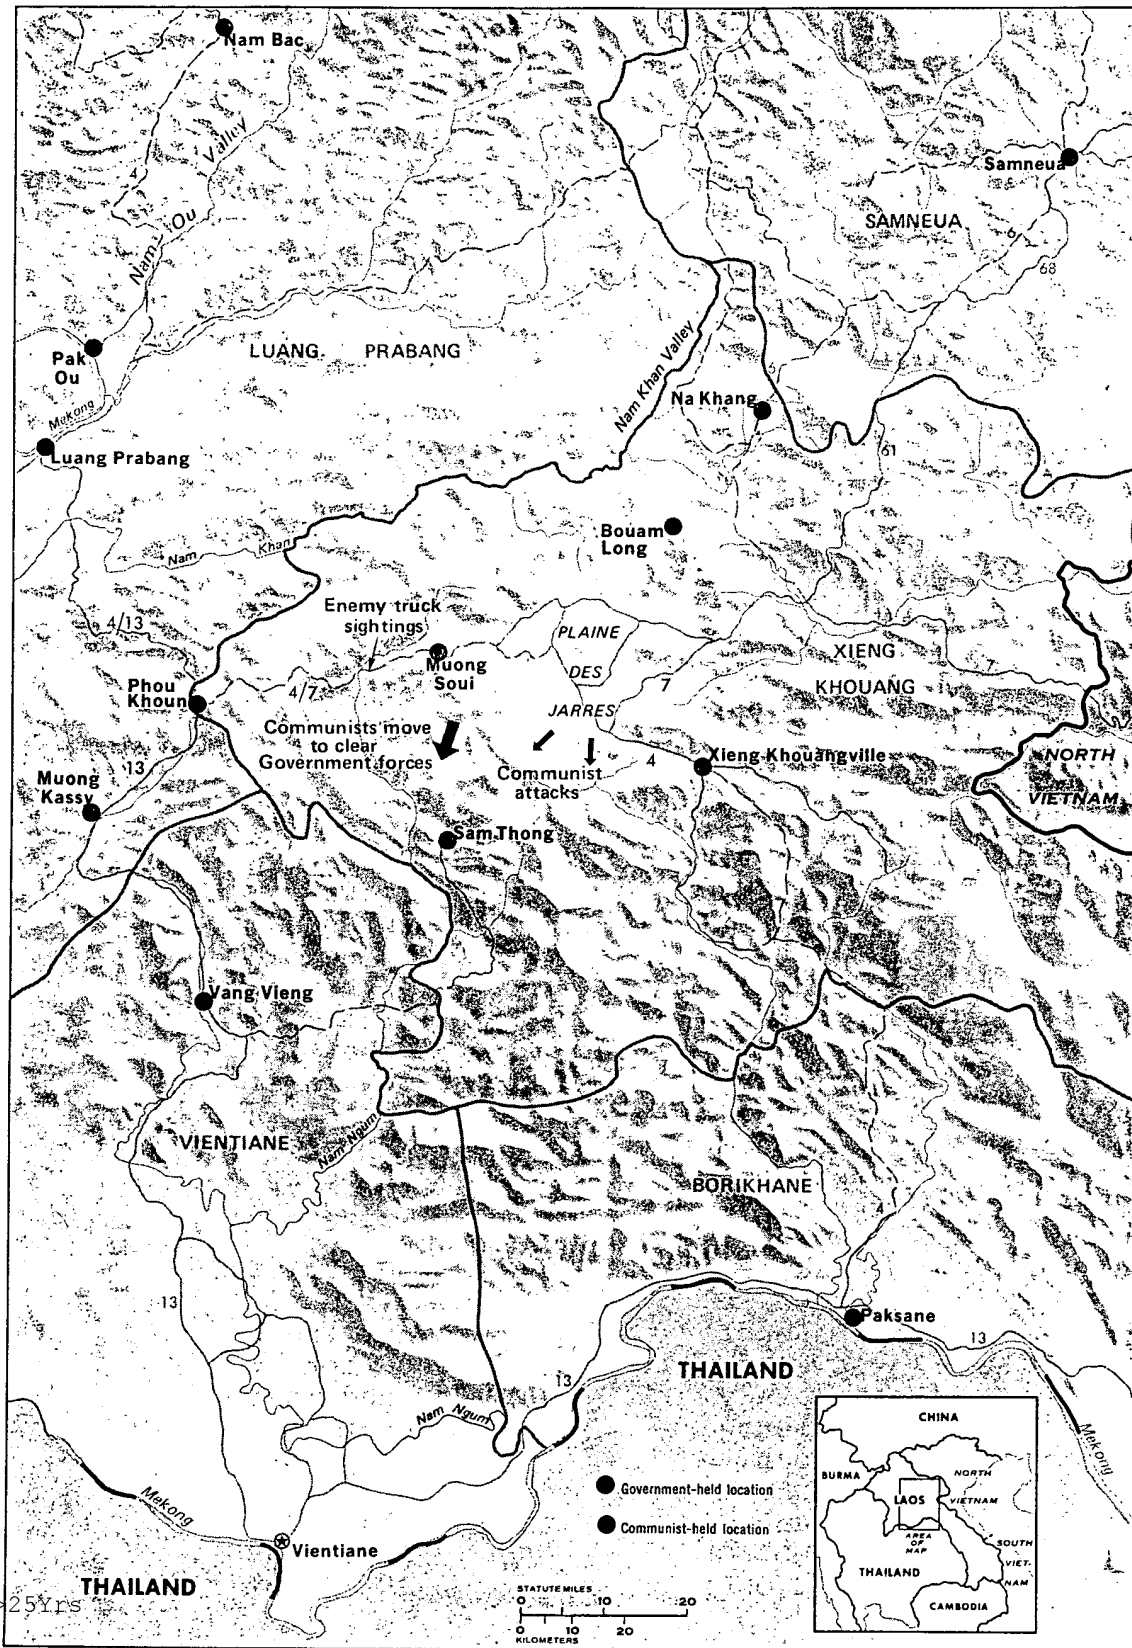 Nam Bac
Nam Ou Valley
4
Samneua
SAMNEUA
6
68
Pak
Ou
LUANG PRABANG
7
Nam Khan Valley
Mekong
Na Khang
Luang Prabang
61
Bouam
Long
Nam Khan
Enemy truck
sightings
4/13
PLAINE
DES
JARRES
Muong
Soui
XIENG
KHOUANG
7
7
4/7
Phou
Khoun
Communists move
to clear
Government forces
13
Communist
attacks
4
Xieng Khouangville
NORTH
VIETNAM
Muong
Kassy
Sam Thong
Vang Vieng
VIENTIANE
Nam Ngum
BORIKHANE
4
13
Paksane
13
THAILAND
13
Nam Ngum
Mekong
Mekong
Vientiane
THAILAND
25Yrs
Government-held location
Communist-held location
STATUTE MILES
0 10 20
0 10 20
KILOMETERS
CHINA
BURMA
NORTH
VIETNAM
LAOS
AREA
OF
MAP
SOUTH
VIET-
NAM
THAILAND
CAMBODIA